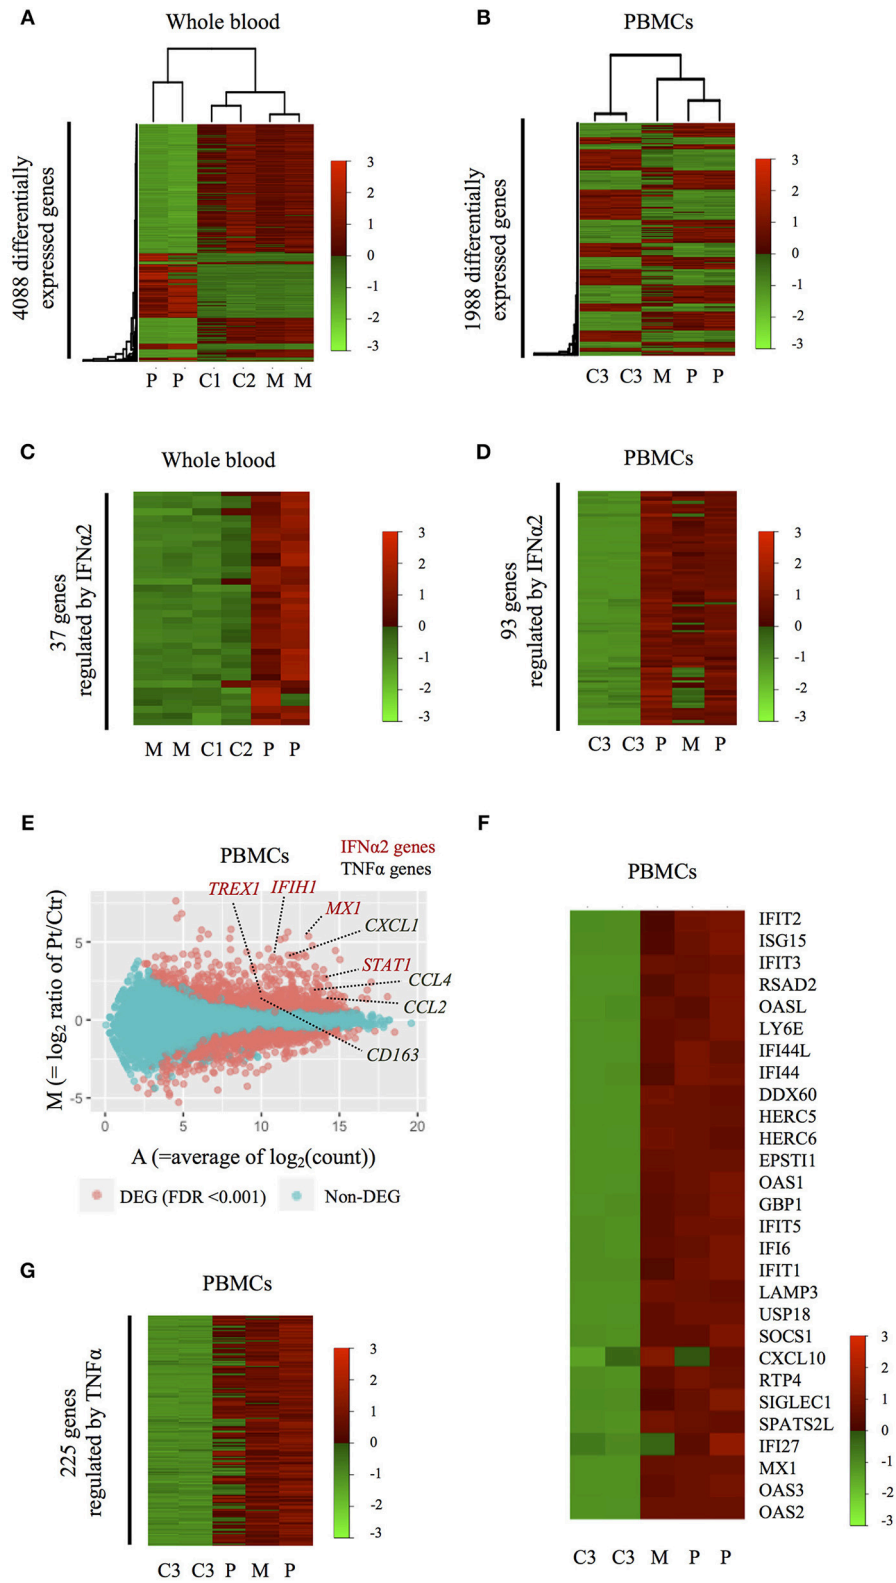 A
Whole blood
4088 differentially
expressed genes
3
2
1
0
-1
-2
-3
P P C1 C2 M M
B
PBMCs
1988 differentially
expressed genes
3
2
1
0
-1
-2
-3
C3 C3 M P P
C
Whole blood
37 genes
regulated by IFNα2
3
2
1
0
-1
-2
-3
M M C1 C2 P P
D
PBMCs
93 genes
regulated by IFNα2
3
2
1
0
-1
-2
-3
C3 C3 P M P
E
PBMCs
IFNα2 genes
TNFα genes
TREX1 IFIH1
MX1
CXCL1
STAT1
CCL4
CCL2
CD163
M (= log₂ ratio of Pt/Ctr)
5
0
-5
0 5 10 15 20
A (=average of log₂(count))
DEG (FDR <0.001) Non-DEG
F
PBMCs
IFIT2
ISG15
IFIT3
RSAD2
OASL
LY6E
IFI44L
IFI44
DDX60
HERC5
HERC6
EPSTI1
OAS1
GBP1
IFIT5
IFI6
IFIT1
LAMP3
USP18
SOCS1
CXCL10
RTP4
SIGLEC1
SPATS2L
IFI27
MX1
OAS3
OAS2
3
2
1
0
-1
-2
-3
C3 C3 M P P
G
PBMCs
225 genes
regulated by TNFα
3
2
1
0
-1
-2
-3
C3 C3 P M P